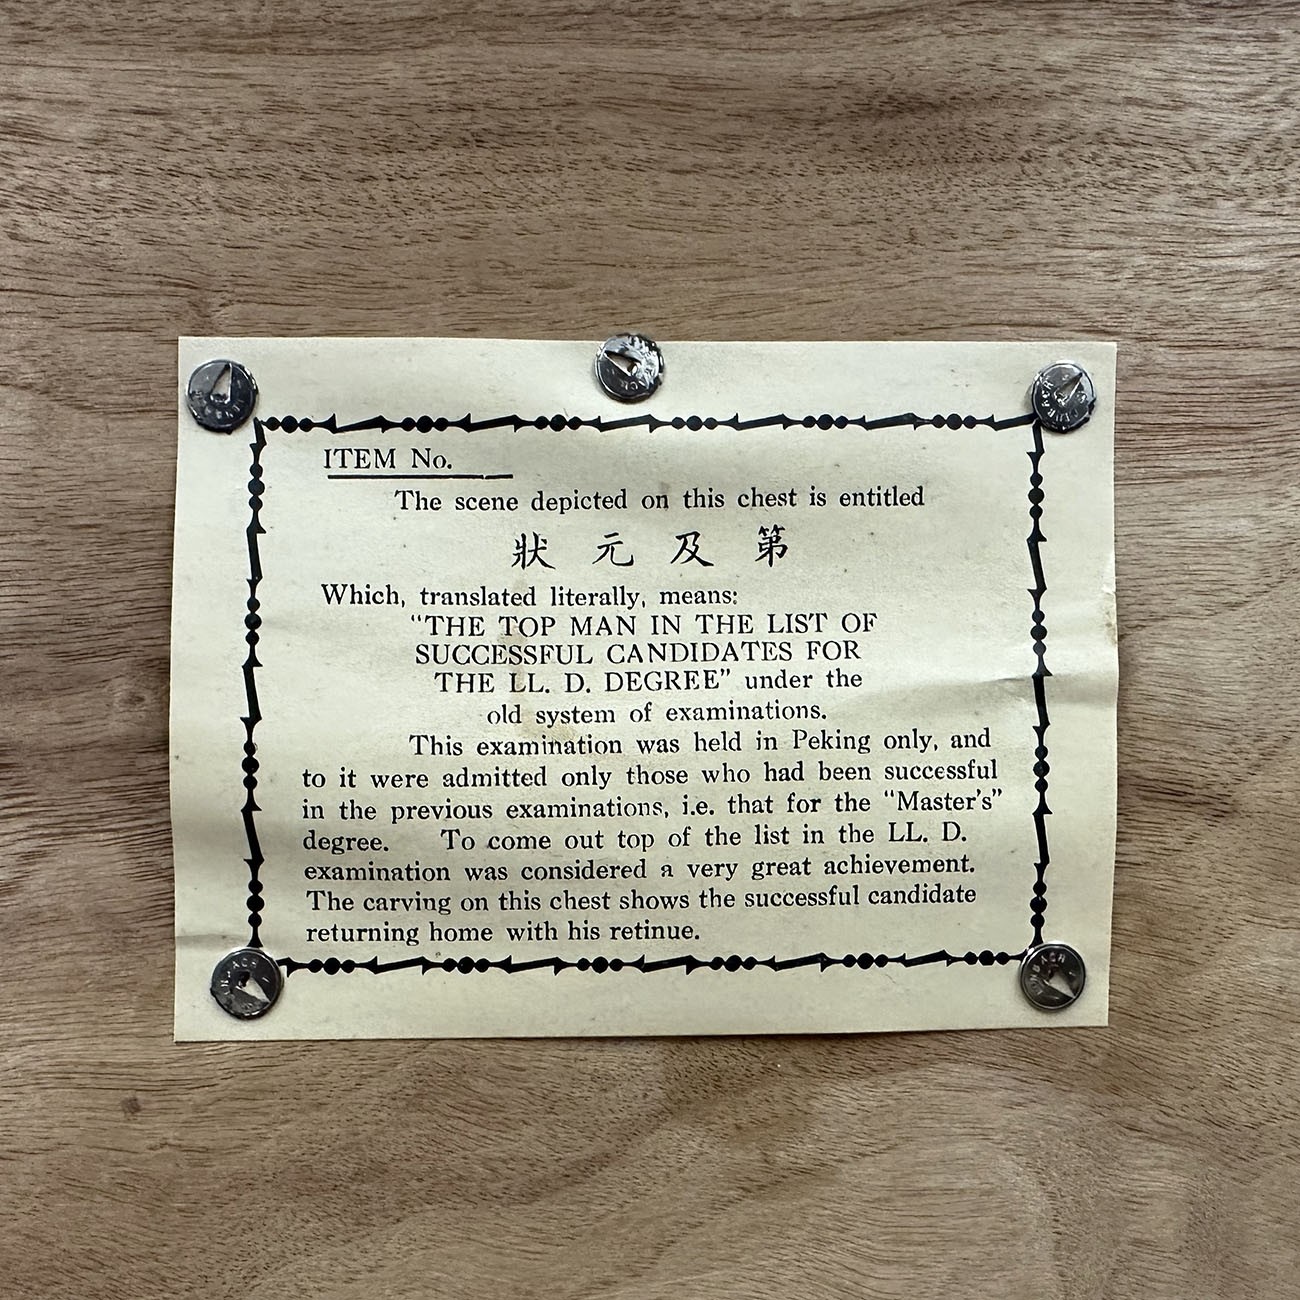 ITEM No.
The scene depicted on this chest is entitled
狀元及第
Which, translated literally, means:
"THE TOP MAN IN THE LIST OF
SUCCESSFUL CANDIDATES FOR
THE LL. D. DEGREE" under the
old system of examinations.
This examination was held in Peking only, and
to it were admitted only those who had been successful
in the previous examinations, i.e. that for the "Master's"
degree. To come out top of the list in the LL. D.
examination was considered a very great achievement.
The carving on this chest shows the successful candidate
returning home with his retinue.